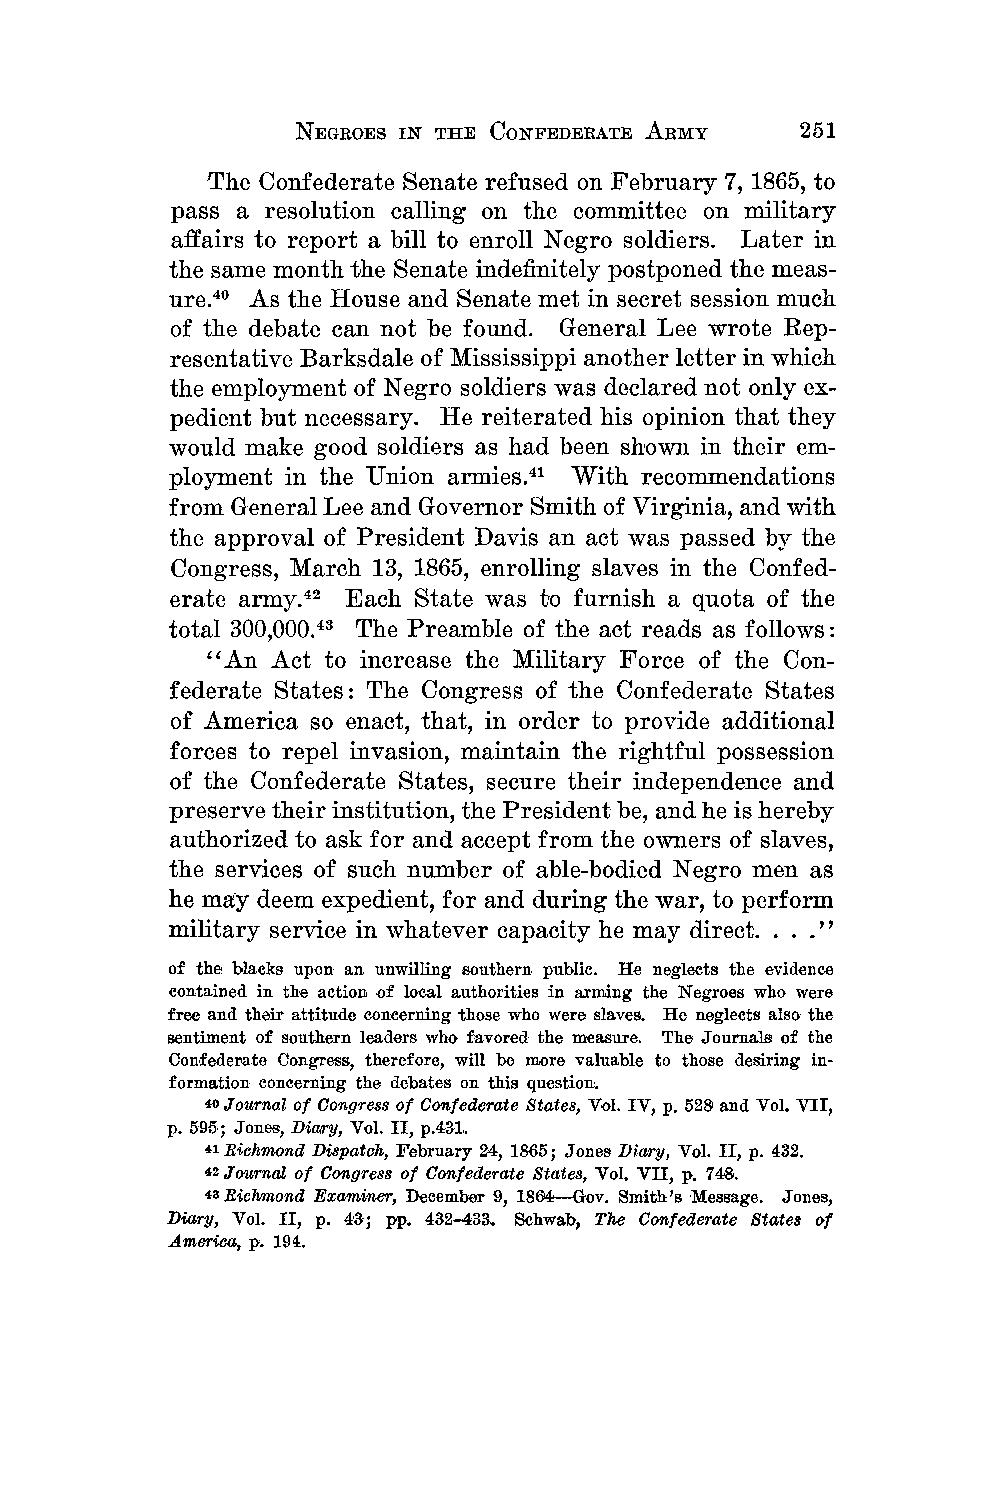 NEGROES IN THE CONFEDERATE ARMY 251
The Confederate Senate refused on February 7, 1865, to
pass a resolution calling on the committee on military
affairs to report a bill to enroll Negro soldiers. Later in
the same month the Senate indefinitely postponed the meas-
ure.⁴⁰ As the House and Senate met in secret session much
of the debate can not be found. General Lee wrote Rep-
resentative Barksdale of Mississippi another letter in which
the employment of Negro soldiers was declared not only ex-
pedient but necessary. He reiterated his opinion that they
would make good soldiers as had been shown in their em-
ployment in the Union armies.⁴¹ With recommendations
from General Lee and Governor Smith of Virginia, and with
the approval of President Davis an act was passed by the
Congress, March 13, 1865, enrolling slaves in the Confed-
erate army.⁴² Each State was to furnish a quota of the
total 300,000.⁴³ The Preamble of the act reads as follows:
"An Act to increase the Military Force of the Con-
federate States: The Congress of the Confederate States
of America so enact, that, in order to provide additional
forces to repel invasion, maintain the rightful possession
of the Confederate States, secure their independence and
preserve their institution, the President be, and he is hereby
authorized to ask for and accept from the owners of slaves,
the services of such number of able-bodied Negro men as
he may deem expedient, for and during the war, to perform
military service in whatever capacity he may direct. . . ."
of the blacks upon an unwilling southern public. He neglects the evidence
contained in the action of local authorities in arming the Negroes who were
free and their attitude concerning those who were slaves. He neglects also the
sentiment of southern leaders who favored the measure. The Journals of the
Confederate Congress, therefore, will be more valuable to those desiring in-
formation concerning the debates on this question.
⁴⁰ Journal of Congress of Confederate States, Vol. IV, p. 528 and Vol. VII,
p. 595; Jones, Diary, Vol. II, p.431.
⁴¹ Richmond Dispatch, February 24, 1865; Jones Diary, Vol. II, p. 432.
⁴² Journal of Congress of Confederate States, Vol. VII, p. 748.
⁴³ Richmond Examiner, December 9, 1864—Gov. Smith's Message. Jones,
Diary, Vol. II, p. 43; pp. 432-433. Schwab, The Confederate States of
America, p. 194.